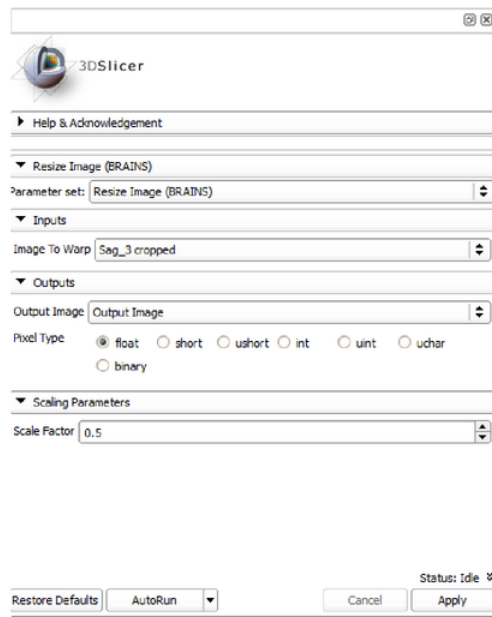 3DSlicer
Help & Acknowledgement
Resize Image (BRAINS)
Parameter set: Resize Image (BRAINS)
Inputs
Image To Warp Sag_3 cropped
Outputs
Output Image Output Image
Pixel Type float short ushort int uint uchar
binary
Scaling Parameters
Scale Factor 0.5
Status: Idle
Restore Defaults AutoRun Cancel Apply